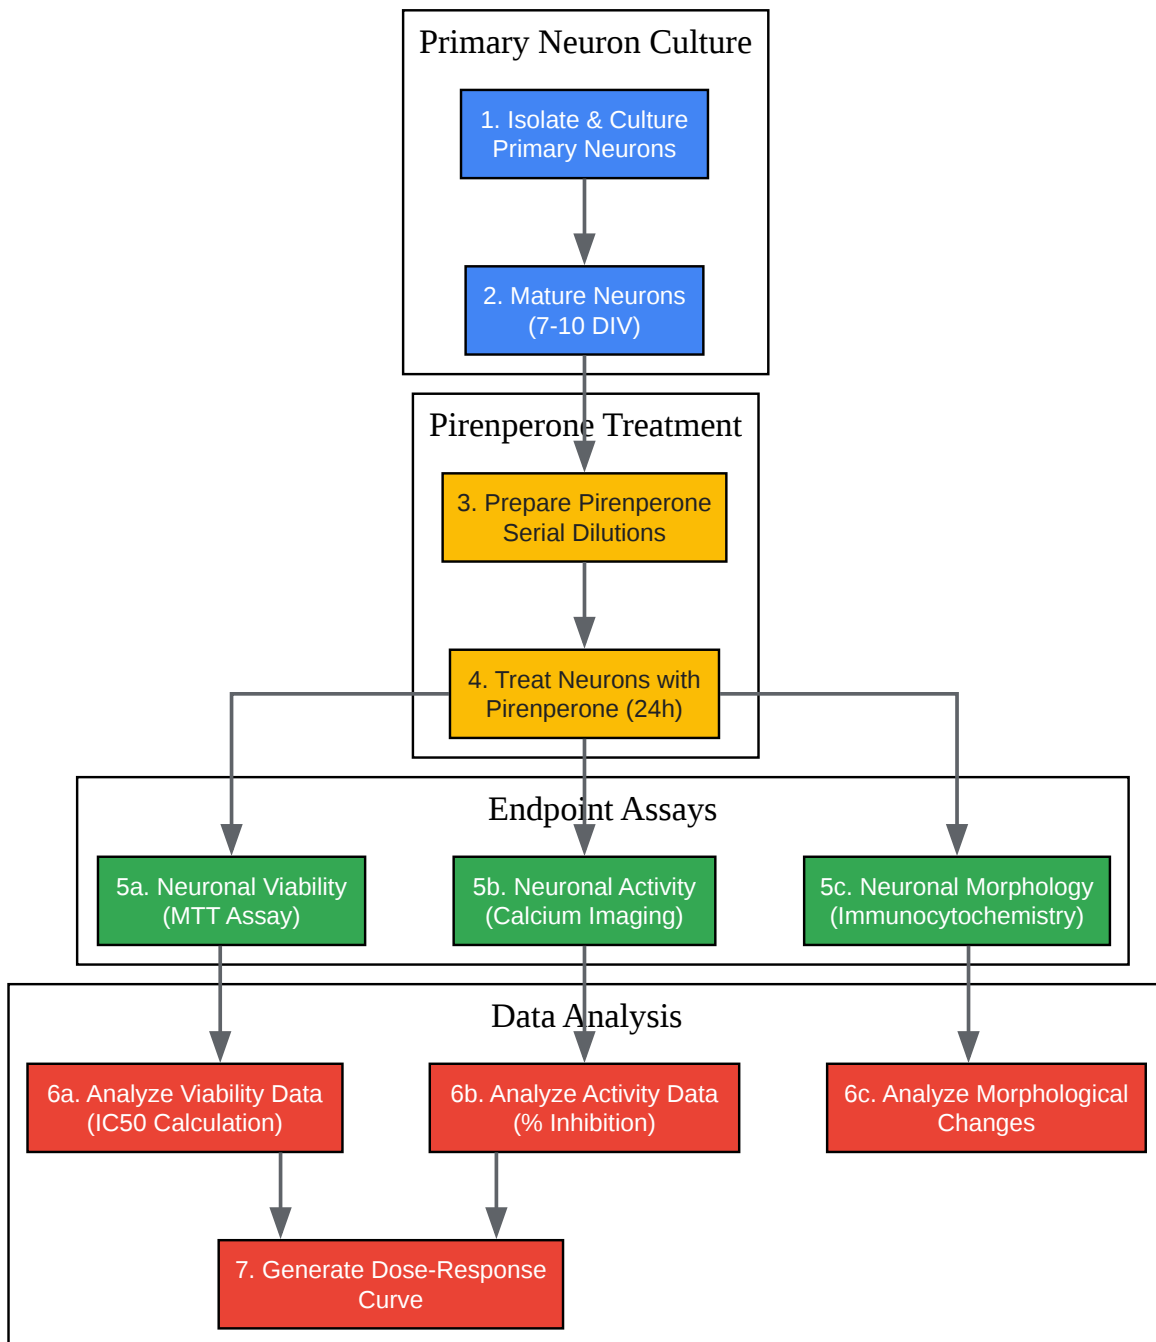 Primary Neuron Culture
1. Isolate & Culture
Primary Neurons
2. Mature Neurons
(7-10 DIV)
Pirenperone Treatment
3. Prepare Pirenperone
Serial Dilutions
4. Treat Neurons with
Pirenperone (24h)
Endpoint Assays
5a. Neuronal Viability
(MTT Assay)
5b. Neuronal Activity
(Calcium Imaging)
5c. Neuronal Morphology
(Immunocytochemistry)
Data Analysis
6a. Analyze Viability Data
(IC50 Calculation)
6b. Analyze Activity Data
(% Inhibition)
6c. Analyze Morphological
Changes
7. Generate Dose-Response
Curve